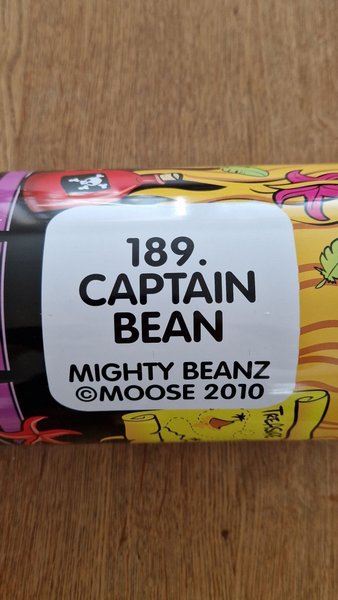 189.
CAPTAIN
BEAN
MIGHTY BEANZ
©MOOSE 2010